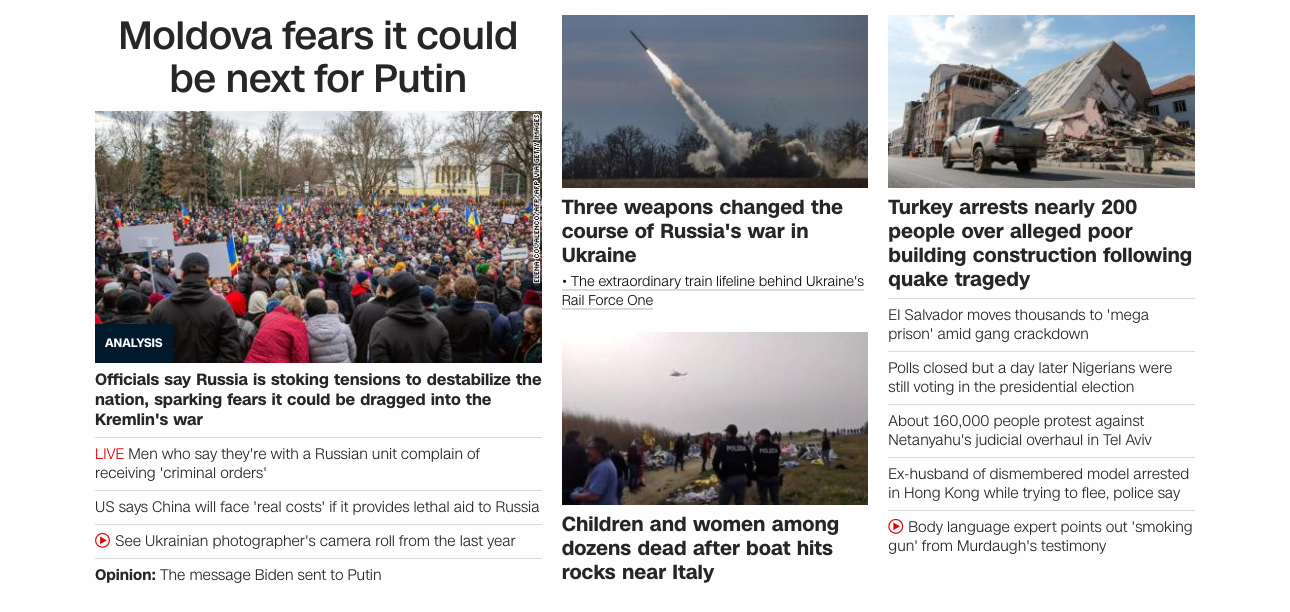 Moldova fears it could
be next for Putin
ELENA COVALENCO/AFP/AFP VIA GETTY IMAGES
ANALYSIS
Officials say Russia is stoking tensions to destabilize the
nation, sparking fears it could be dragged into the
Kremlin's war
LIVE Men who say they're with a Russian unit complain of
receiving 'criminal orders'
US says China will face 'real costs' if it provides lethal aid to Russia
See Ukrainian photographer's camera roll from the last year
Opinion: The message Biden sent to Putin
Three weapons changed the
course of Russia's war in
Ukraine
• The extraordinary train lifeline behind Ukraine's
Rail Force One
POLIZIA
POLIZIA
Children and women among
dozens dead after boat hits
rocks near Italy
Turkey arrests nearly 200
people over alleged poor
building construction following
quake tragedy
El Salvador moves thousands to 'mega
prison' amid gang crackdown
Polls closed but a day later Nigerians were
still voting in the presidential election
About 160,000 people protest against
Netanyahu's judicial overhaul in Tel Aviv
Ex-husband of dismembered model arrested
in Hong Kong while trying to flee, police say
Body language expert points out 'smoking
gun' from Murdaugh's testimony